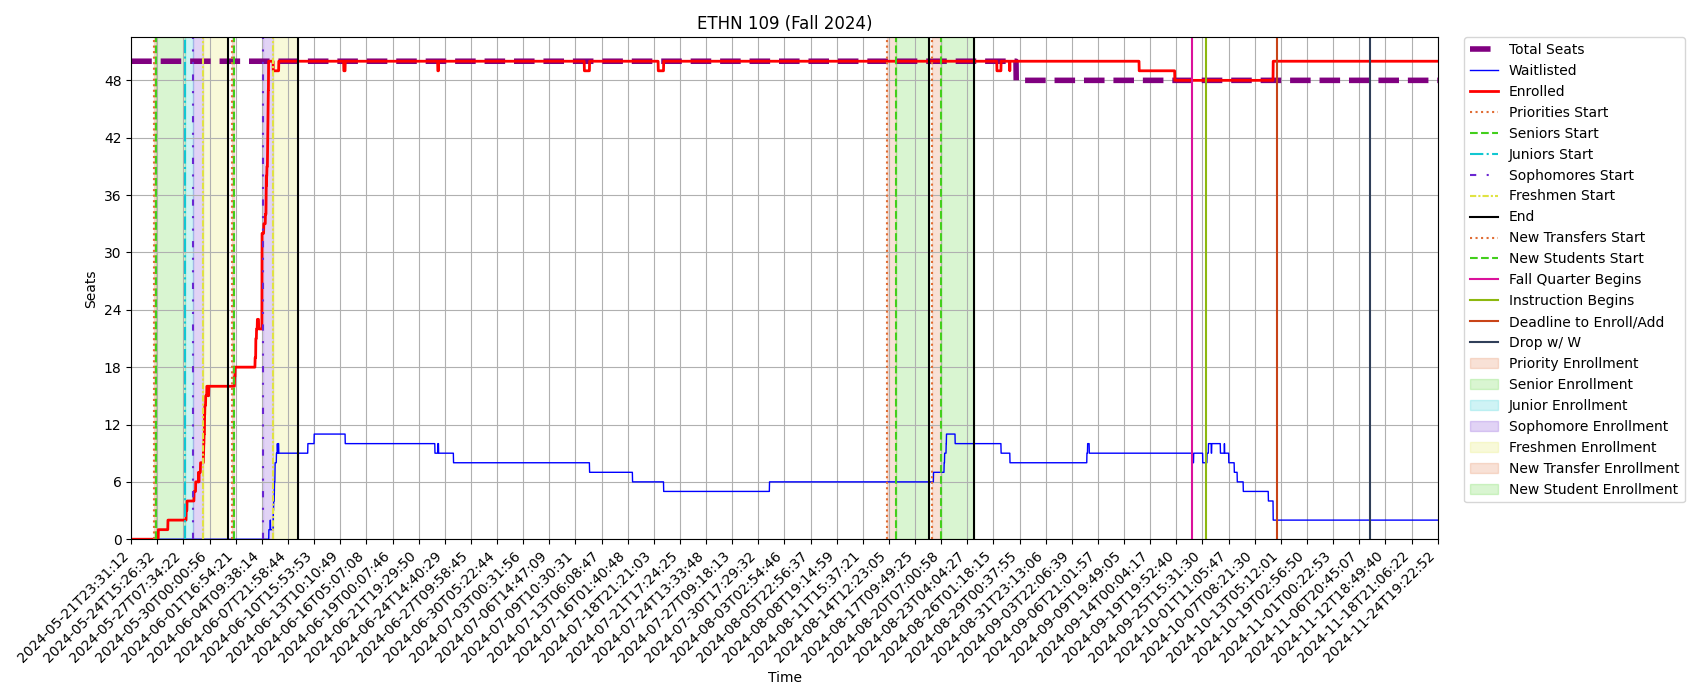 ETHN 109 (Fall 2024)
Seats
48
42
36
30
24
18
12
6
0
2024-05-21T23:31:12
2024-05-24T15:26:32
2024-05-27T07:34:22
2024-05-30T00:00:56
2024-06-01T16:54:21
2024-06-04T09:38:14
2024-06-07T21:58:44
2024-06-10T15:53:53
2024-06-13T10:10:49
2024-06-16T05:07:08
2024-06-19T00:07:46
2024-06-21T19:29:50
2024-06-24T14:40:29
2024-06-27T09:58:45
2024-06-30T05:22:44
2024-07-03T00:31:56
2024-07-06T14:47:09
2024-07-09T10:30:31
2024-07-13T06:08:47
2024-07-16T01:40:48
2024-07-18T21:21:03
2024-07-21T17:24:25
2024-07-24T13:33:48
2024-07-27T09:18:13
2024-07-30T17:29:32
2024-08-03T02:54:46
2024-08-05T22:56:37
2024-08-08T19:14:59
2024-08-11T15:37:21
2024-08-14T12:23:05
2024-08-17T09:49:25
2024-08-20T07:00:58
2024-08-23T04:04:27
2024-08-26T01:18:15
2024-08-29T00:37:55
2024-08-31T23:13:06
2024-09-03T22:06:39
2024-09-06T21:01:57
2024-09-09T19:49:05
2024-09-14T00:04:17
2024-09-19T19:52:40
2024-09-25T15:31:30
2024-10-01T11:05:47
2024-10-07T08:21:30
2024-10-13T05:12:01
2024-10-19T02:56:50
2024-11-01T00:22:53
2024-11-06T20:45:07
2024-11-12T18:49:40
2024-11-18T21:06:22
2024-11-24T19:22:52
Time
Total Seats
Waitlisted
Enrolled
Priorities Start
Seniors Start
Juniors Start
Sophomores Start
Freshmen Start
End
New Transfers Start
New Students Start
Fall Quarter Begins
Instruction Begins
Deadline to Enroll/Add
Drop w/ W
Priority Enrollment
Senior Enrollment
Junior Enrollment
Sophomore Enrollment
Freshmen Enrollment
New Transfer Enrollment
New Student Enrollment